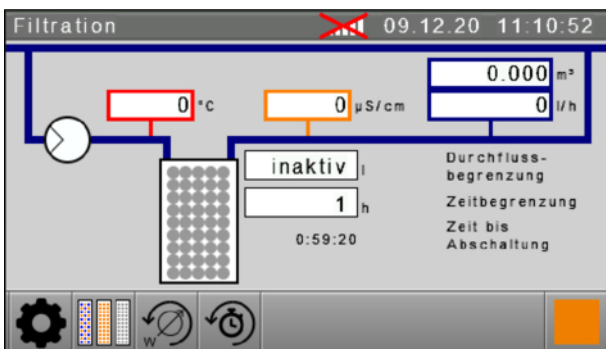 Filtration 09.12.20 11:10:52
0.000 m³
0 °C 0 µS/cm 0 l/h
inaktiv l Durchfluss-
begrenzung
1 h Zeitbegrenzung
0:59:20 Zeit bis
Abschaltung
W